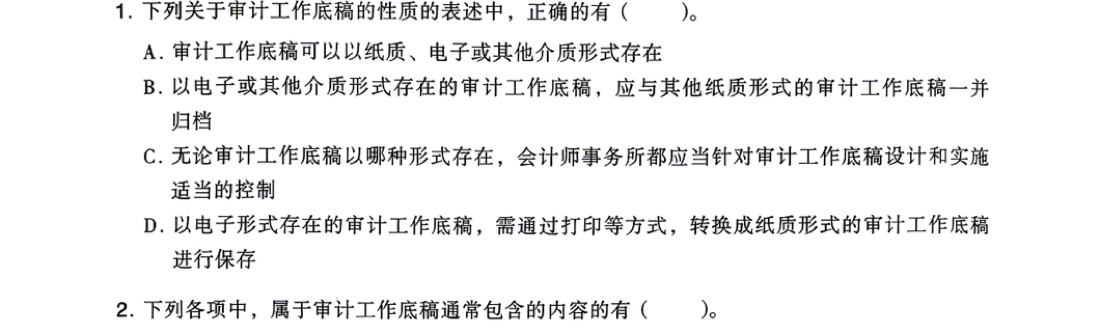 1. 下列关于审计工作底稿的性质的表述中，正确的有（　　）。
A. 审计工作底稿可以以纸质、电子或其他介质形式存在
B. 以电子或其他介质形式存在的审计工作底稿，应与其他纸质形式的审计工作底稿一并
归档
C. 无论审计工作底稿以哪种形式存在，会计师事务所都应当针对审计工作底稿设计和实施
适当的控制
D. 以电子形式存在的审计工作底稿，需通过打印等方式，转换成纸质形式的审计工作底稿
进行保存
2. 下列各项中，属于审计工作底稿通常包含的内容的有（　　）。